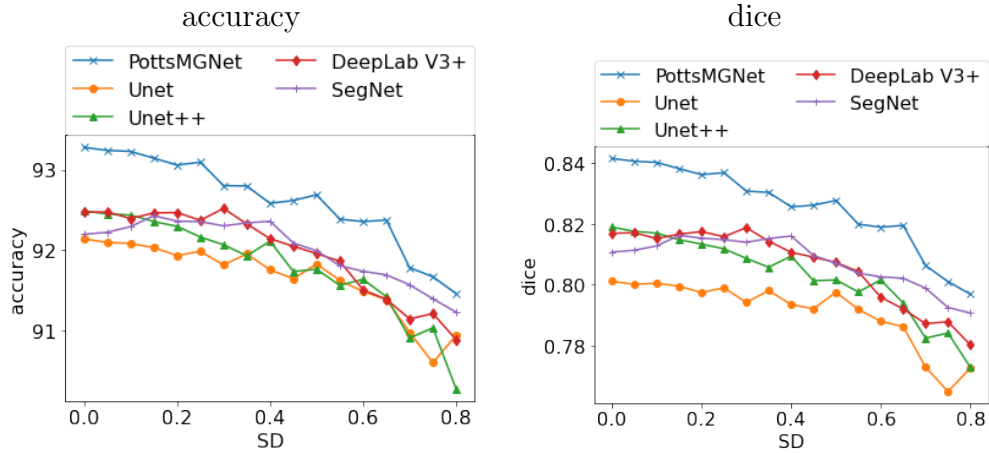 accuracy
PottsMGNet
Unet
Unet++
DeepLab V3+
SegNet
93
92
91
accuracy
0.0 0.2 0.4 0.6 0.8
SD
dice
PottsMGNet
Unet
Unet++
DeepLab V3+
SegNet
0.84
0.82
0.80
0.78
dice
0.0 0.2 0.4 0.6 0.8
SD